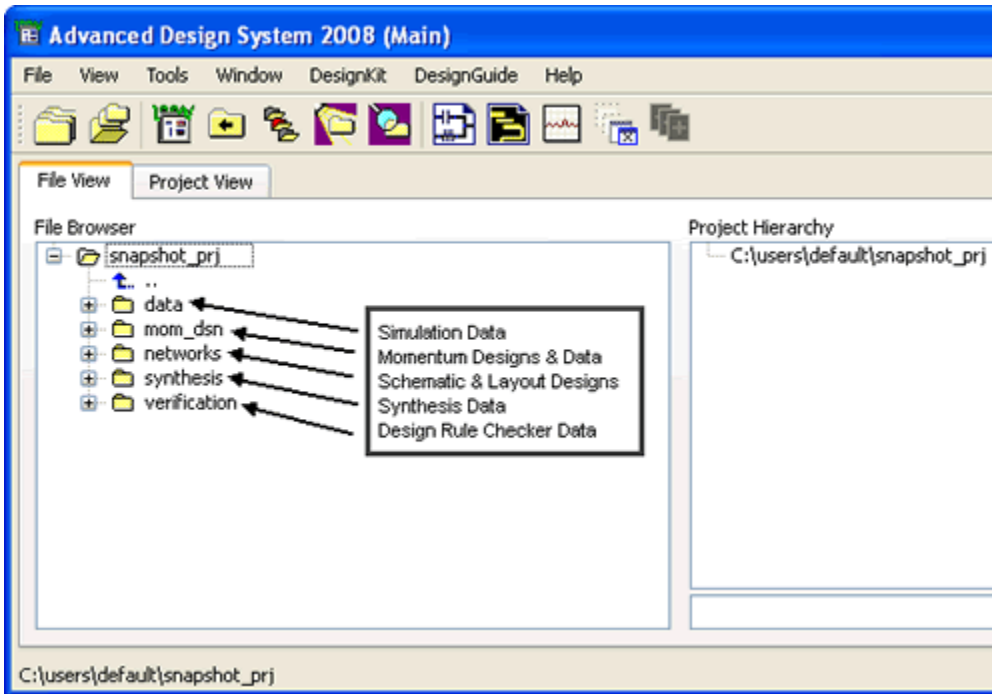 Advanced Design System 2008 (Main)
File View Tools Window DesignKit DesignGuide Help
File View Project View
File Browser
snapshot_prj
..
data
mom_dsn
networks
synthesis
verification
Simulation Data
Momentum Designs & Data
Schematic & Layout Designs
Synthesis Data
Design Rule Checker Data
Project Hierarchy
C:\users\default\snapshot_prj
C:\users\default\snapshot_prj